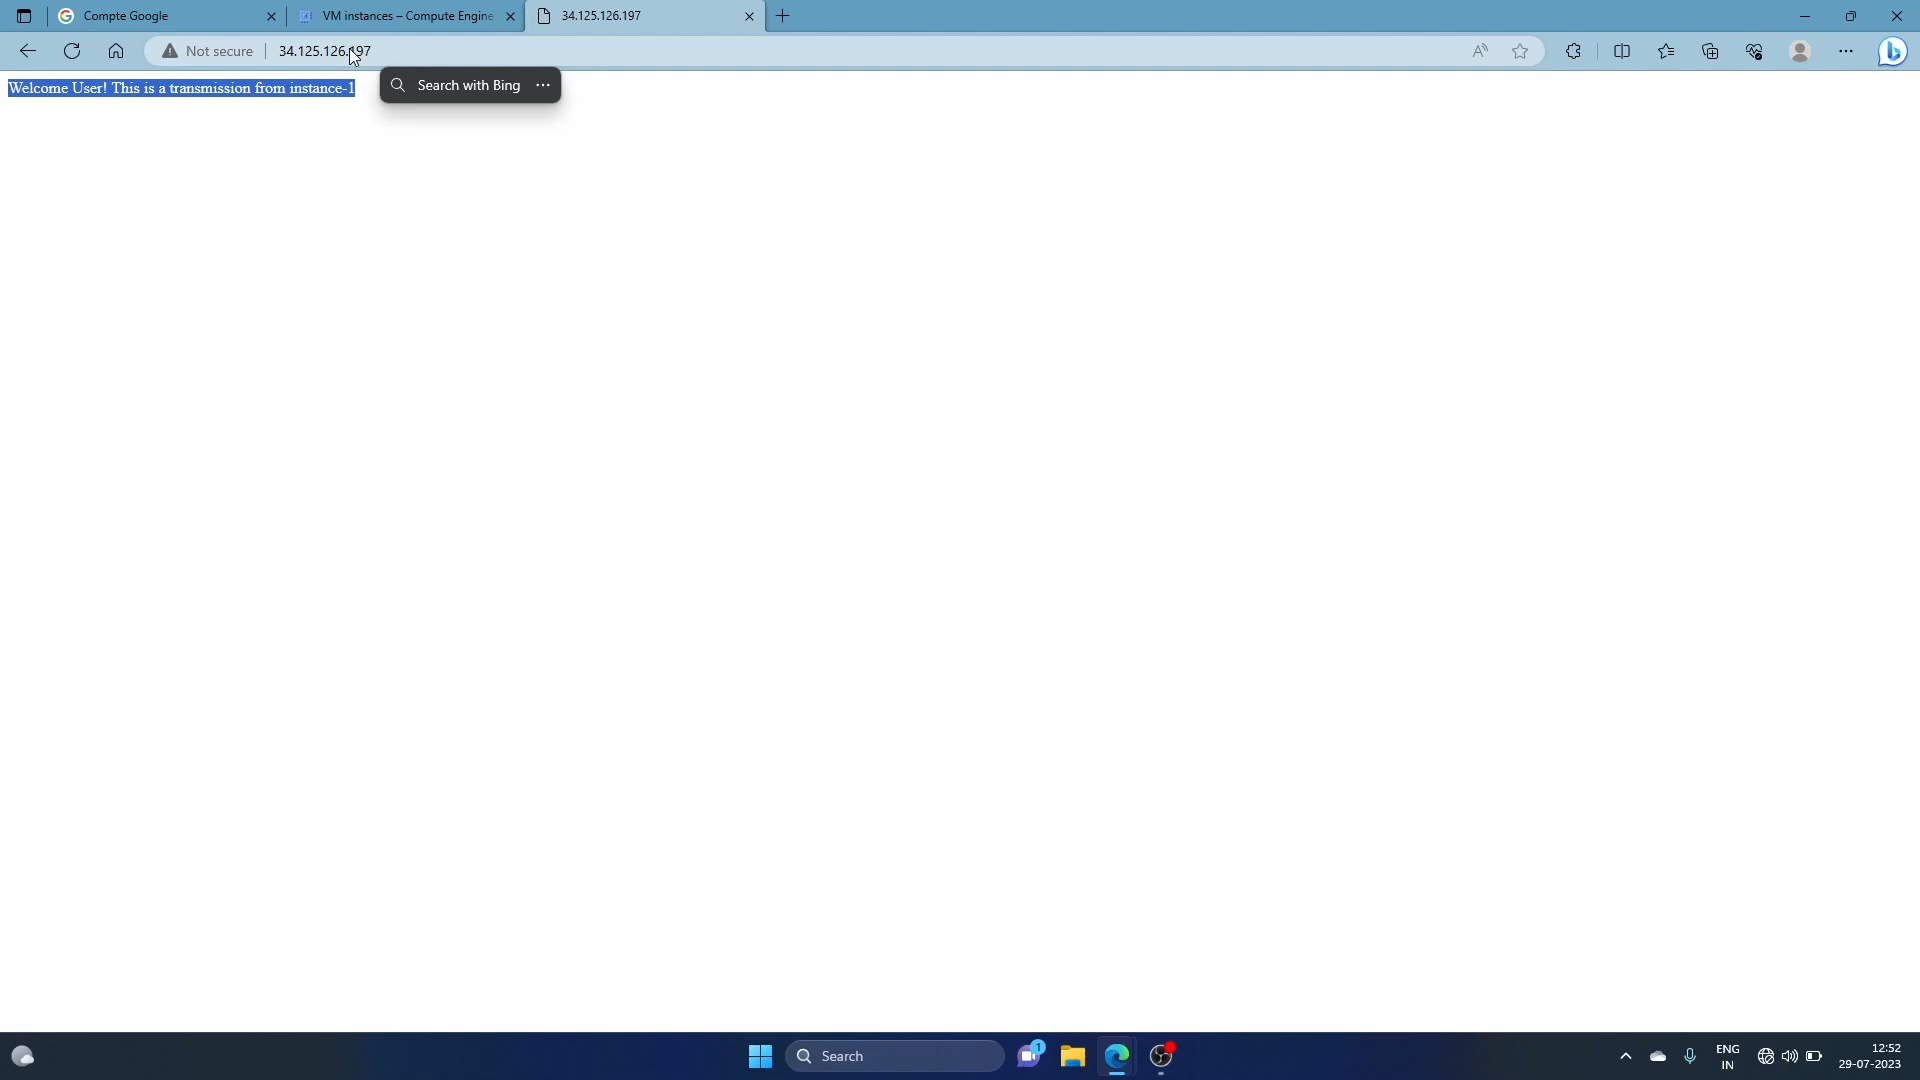 Compte Google
VM instances – Compute Engine
34.125.126.197
Not secure
34.125.126.197
Welcome User! This is a transmission from instance-1
Search with Bing
Search
1
ENG
IN
12:52
29-07-2023